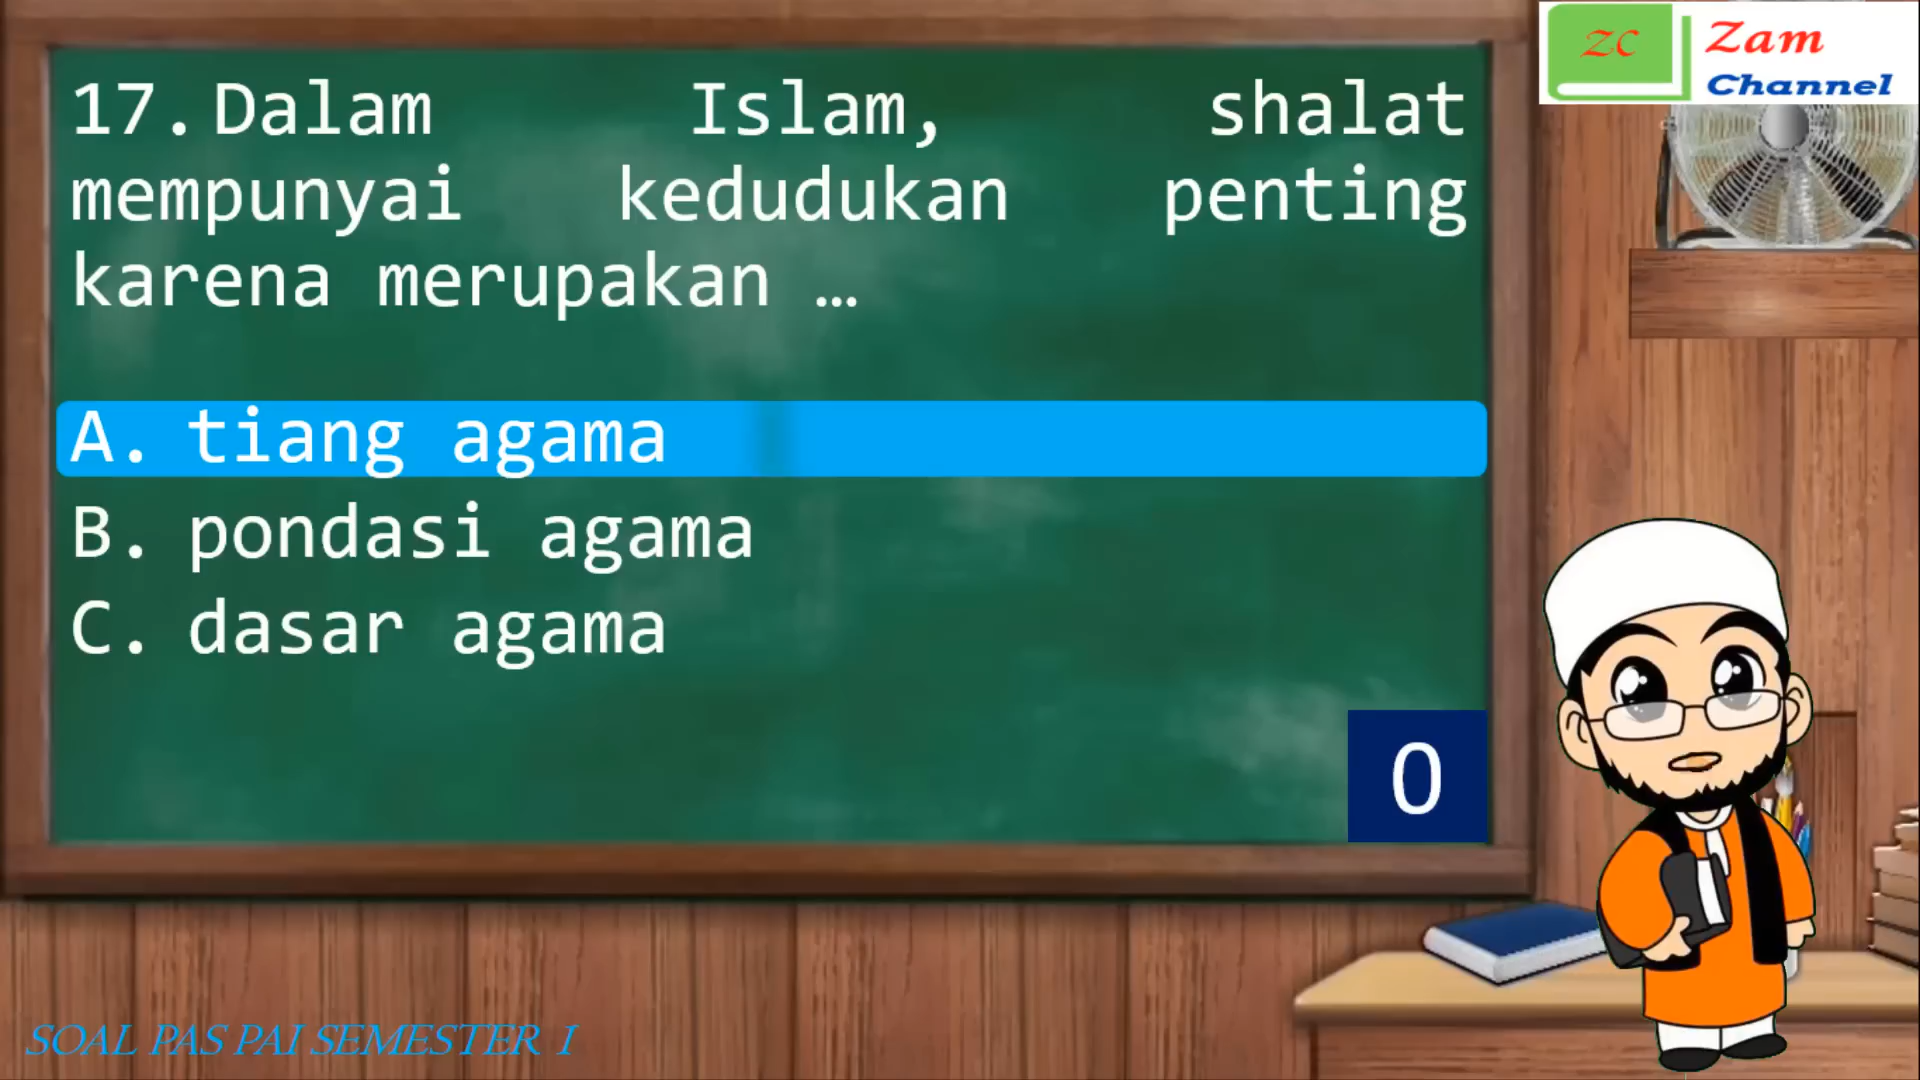 ZC
Zam
Channel
17. Dalam Islam, shalat
mempunyai kedudukan penting
karena merupakan …
A. tiang agama
B. pondasi agama
C. dasar agama
0
SOAL PAS PAI SEMESTER I